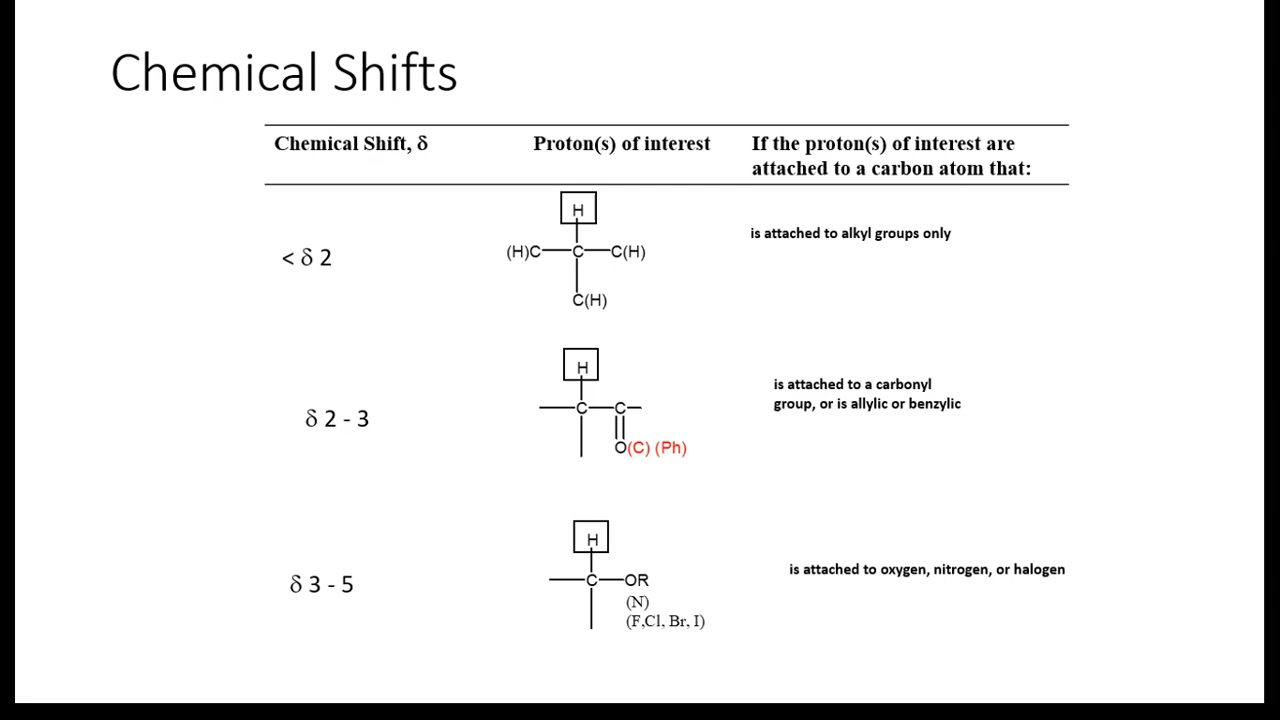 Chemical Shifts
Chemical Shift, δ
Proton(s) of interest
If the proton(s) of interest are
attached to a carbon atom that:
< δ 2
H
(H)C C C(H)
C(H)
is attached to alkyl groups only
δ 2 - 3
H
C C
O(C) (Ph)
is attached to a carbonyl
group, or is allylic or benzylic
δ 3 - 5
H
C OR
(N)
(F,Cl, Br, I)
is attached to oxygen, nitrogen, or halogen